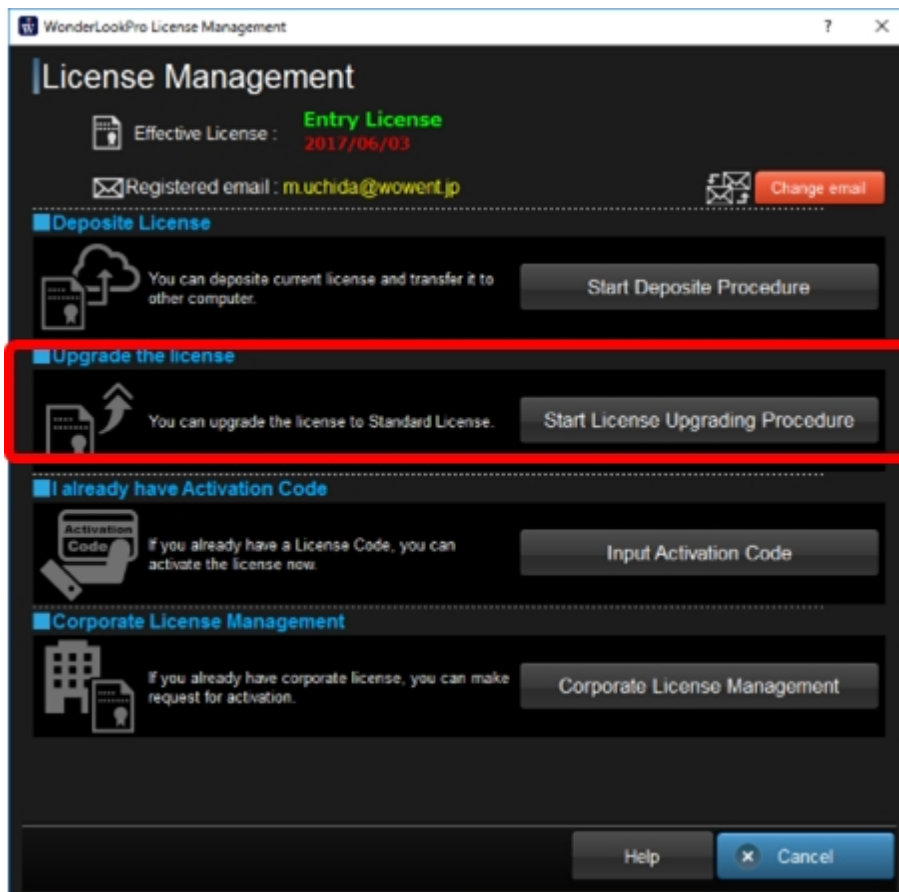 WonderLookPro License Management
License Management
Effective License :
Entry License
2017/06/03
Registered email : m.uchida@wowent.jp
Change email
Deposite License
You can deposite current license and transfer it to
other computer.
Start Deposite Procedure
Upgrade the license
You can upgrade the license to Standard License.
Start License Upgrading Procedure
I already have Activation Code
Activation
Code
If you already have a License Code, you can
activate the license now.
Input Activation Code
Corporate License Management
If you already have corporate license, you can make
request for activation.
Corporate License Management
Help
Cancel